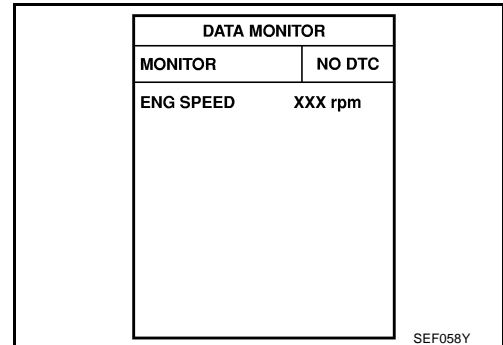 DATA MONITOR
MONITOR NO DTC
ENG SPEED XXX rpm
SEF058Y